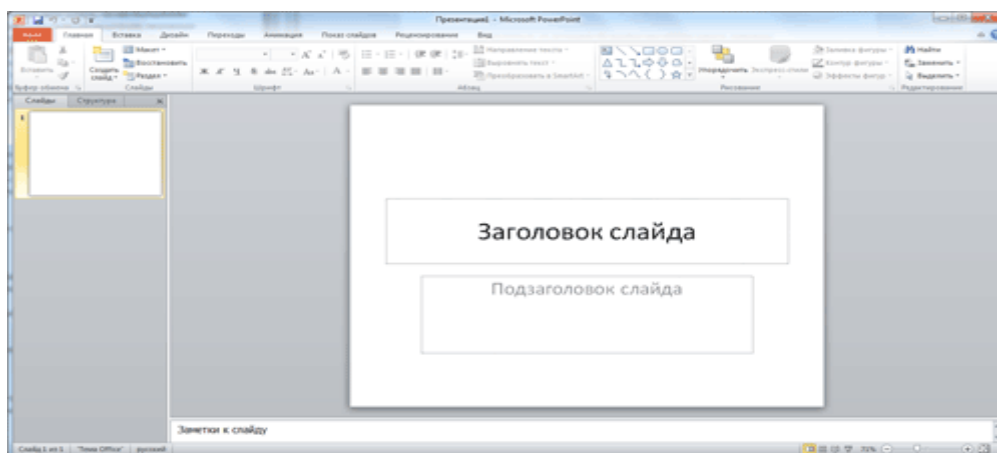 Презентация1 - Microsoft PowerPoint
Файл Главная Вставка Дизайн Переходы Анимация Показ слайдов Рецензирование Вид
Вставить Создать слайд Макет Восстановить Раздел
Направление текста
Выровнять текст
Преобразовать в SmartArt
Упорядочить Экспресс-стили
Заливка фигуры
Контур фигуры
Эффекты фигур
Найти
Заменить
Выделить
Буфер обмена Слайды Шрифт Абзац Рисование Редактирование
Слайды Структура
1
Заголовок слайда
Подзаголовок слайда
Заметки к слайду
Слайд 1 из 1 "Тема Office" русский